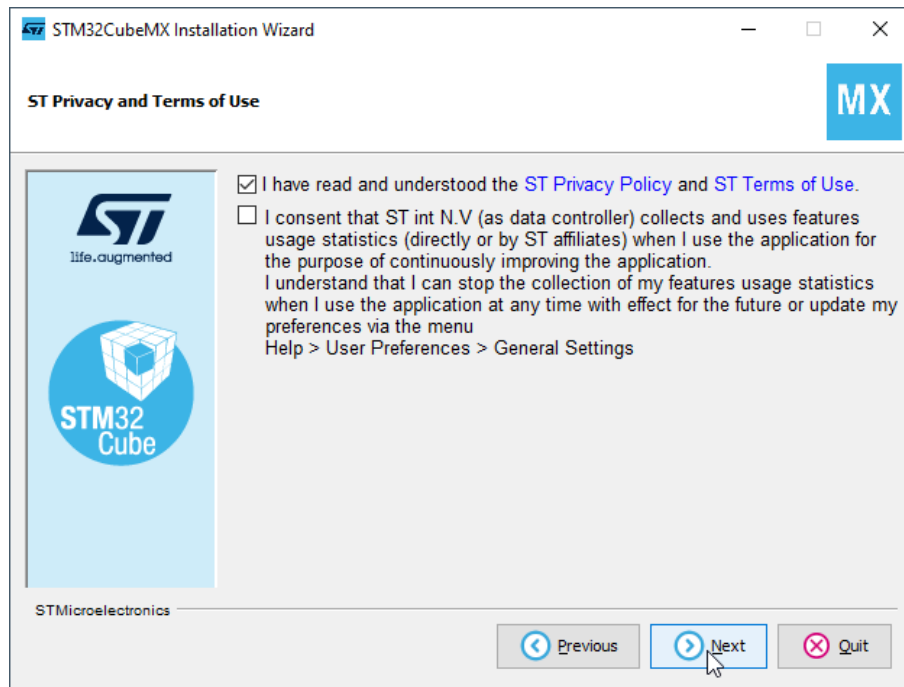 STM32CubeMX Installation Wizard
ST Privacy and Terms of Use
MX
I have read and understood the ST Privacy Policy and ST Terms of Use.
I consent that ST int N.V (as data controller) collects and uses features
usage statistics (directly or by ST affiliates) when I use the application for
the purpose of continuously improving the application.
I understand that I can stop the collection of my features usage statistics
when I use the application at any time with effect for the future or update my
preferences via the menu
Help > User Preferences > General Settings
ST
life.augmented
STM32
Cube
STMicroelectronics
Previous
Next
Quit